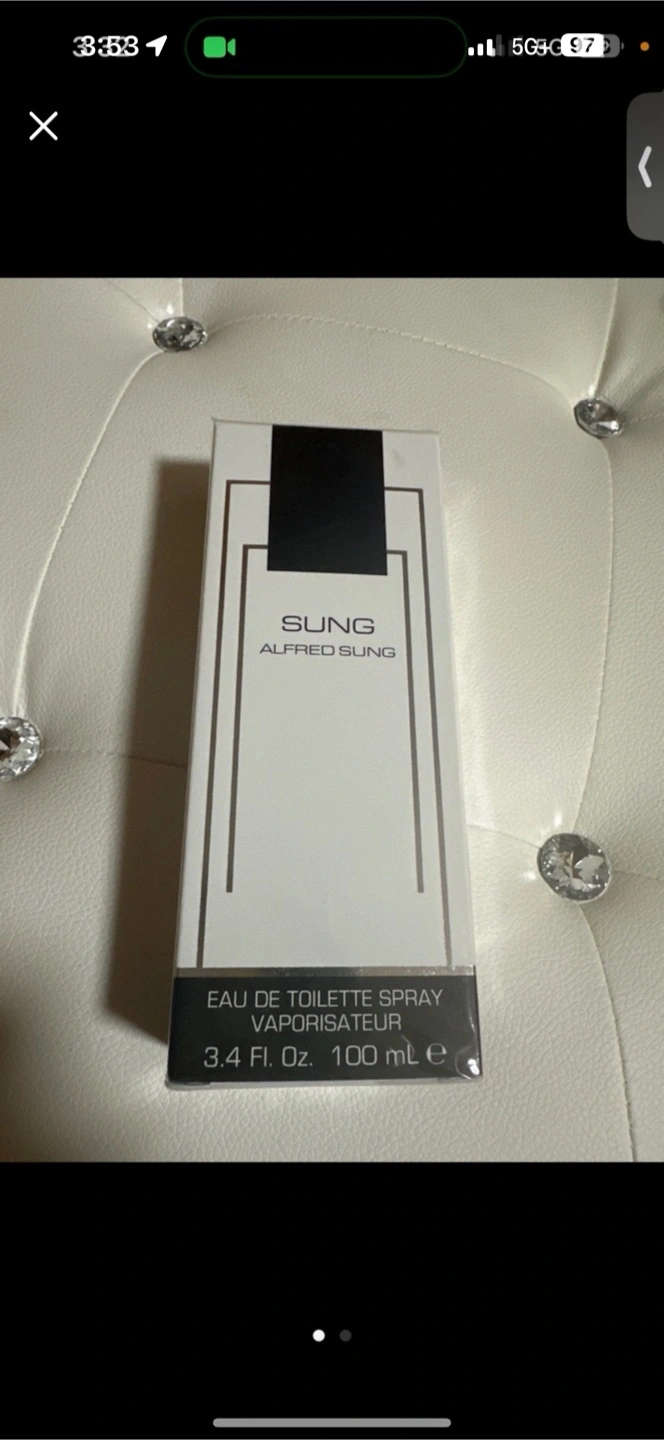 SUNG
ALFRED SUNG
EAU DE TOILETTE SPRAY
VAPORISATEUR
3.4 Fl. Oz. 100 mL e